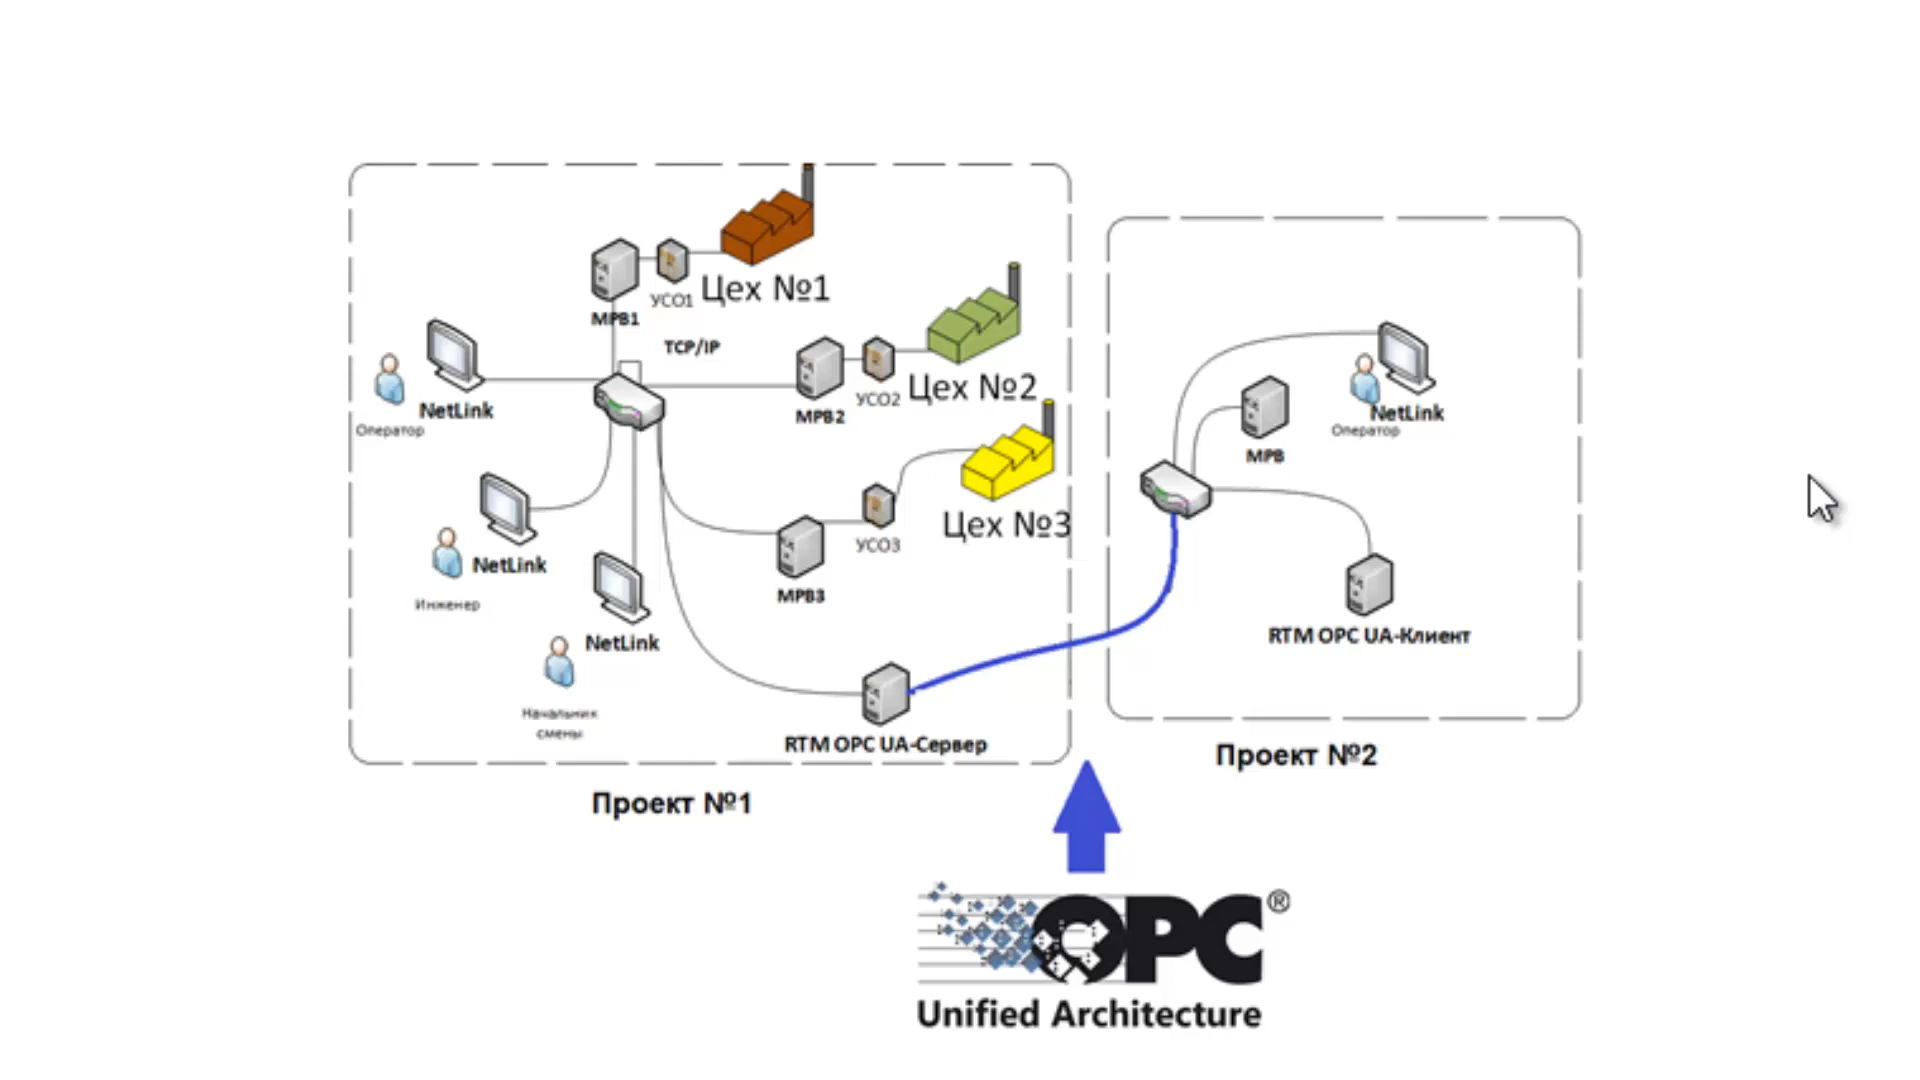 Цех №1
УСО1
МРВ1
TCP/IP
Цех №2
УСО2
МРВ2
NetLink
Оператор
Цех №3
УСО3
МРВ3
NetLink
Инженер
NetLink
Начальник
смены
RTM OPC UA-Сервер
Проект №1
NetLink
Оператор
МРВ
RTM OPC UA-Клиент
Проект №2
OPC®
Unified Architecture